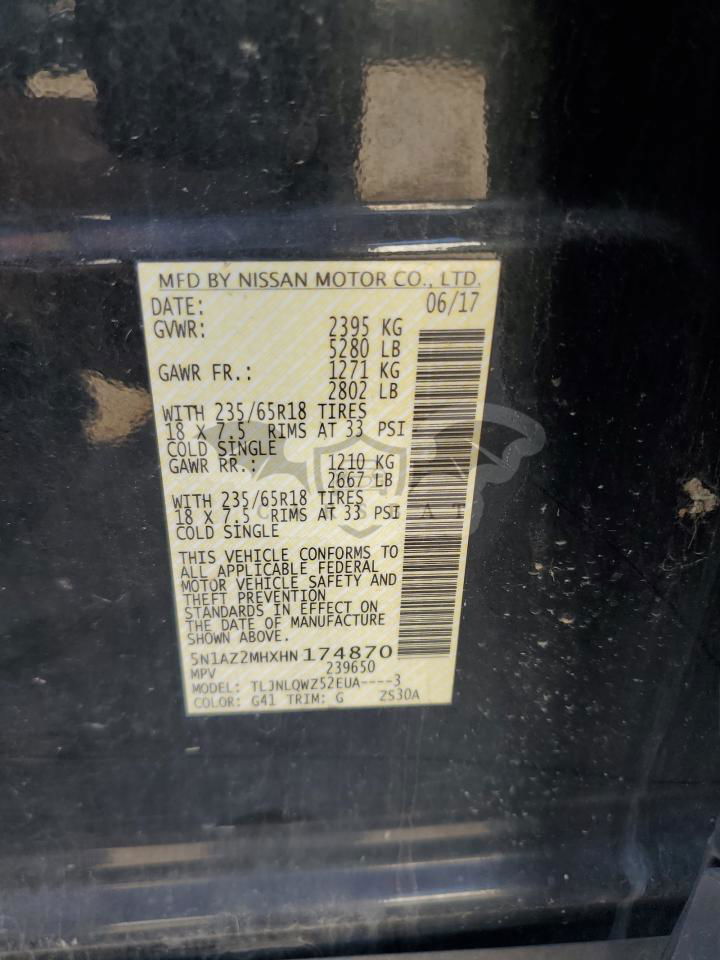 MFD BY NISSAN MOTOR CO., LTD.
DATE: 06/17
GVWR: 2395 KG
5280 LB
GAWR FR.: 1271 KG
2802 LB
WITH 235/65R18 TIRES
18 X 7.5 RIMS AT 33 PSI
COLD SINGLE
GAWR RR.: 1210 KG
2667 LB
WITH 235/65R18 TIRES
18 X 7.5 RIMS AT 33 PSI
COLD SINGLE
THIS VEHICLE CONFORMS TO
ALL APPLICABLE FEDERAL
MOTOR VEHICLE SAFETY AND
THEFT PREVENTION
STANDARDS IN EFFECT ON
THE DATE OF MANUFACTURE
SHOWN ABOVE.
5N1AZ2MHXHN174870
MPV 239650
MODEL: TLJNLQWZ52EUA----3
COLOR: G41 TRIM: G ZS30A